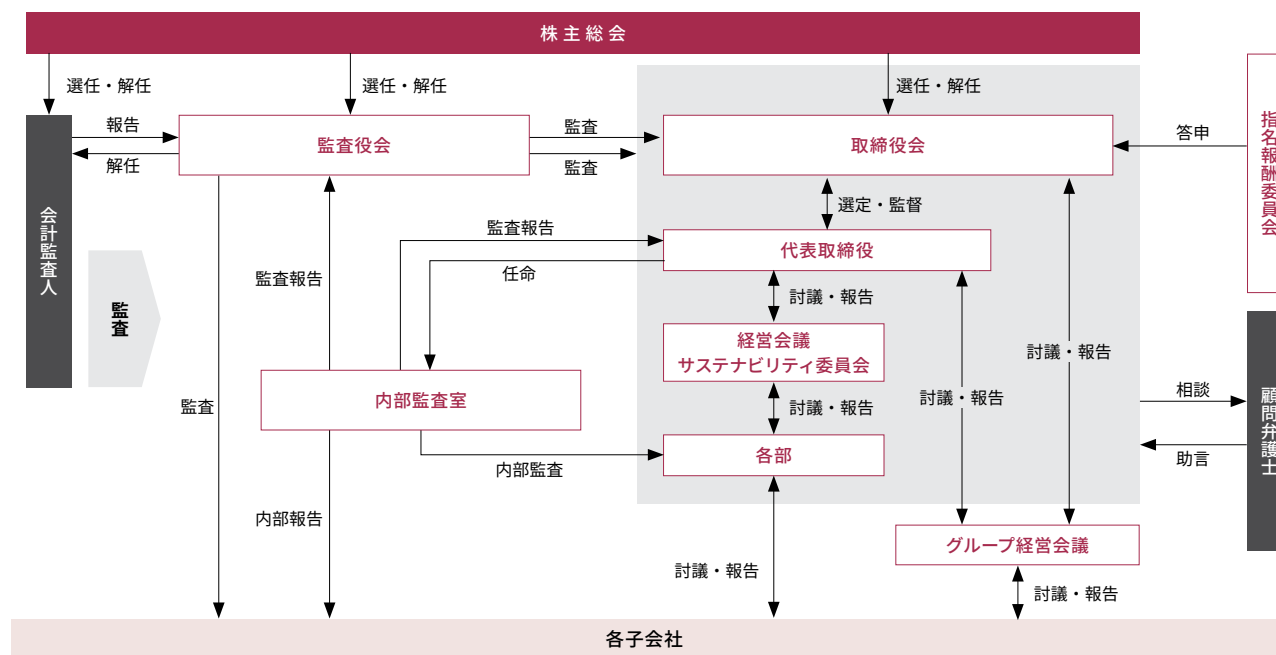 株主総会
選任・解任
選任・解任
選任・解任
報告
解任
監査役会
監査
監査
取締役会
答申
指名報酬委員会
会計監査人
監査
選定・監督
監査報告
代表取締役
任命
監査報告
討議・報告
経営会議
サステナビリティ委員会
討議・報告
内部監査室
監査
討議・報告
討議・報告
相談
顧問弁護士
助言
各部
内部監査
内部報告
グループ経営会議
討議・報告
討議・報告
各子会社